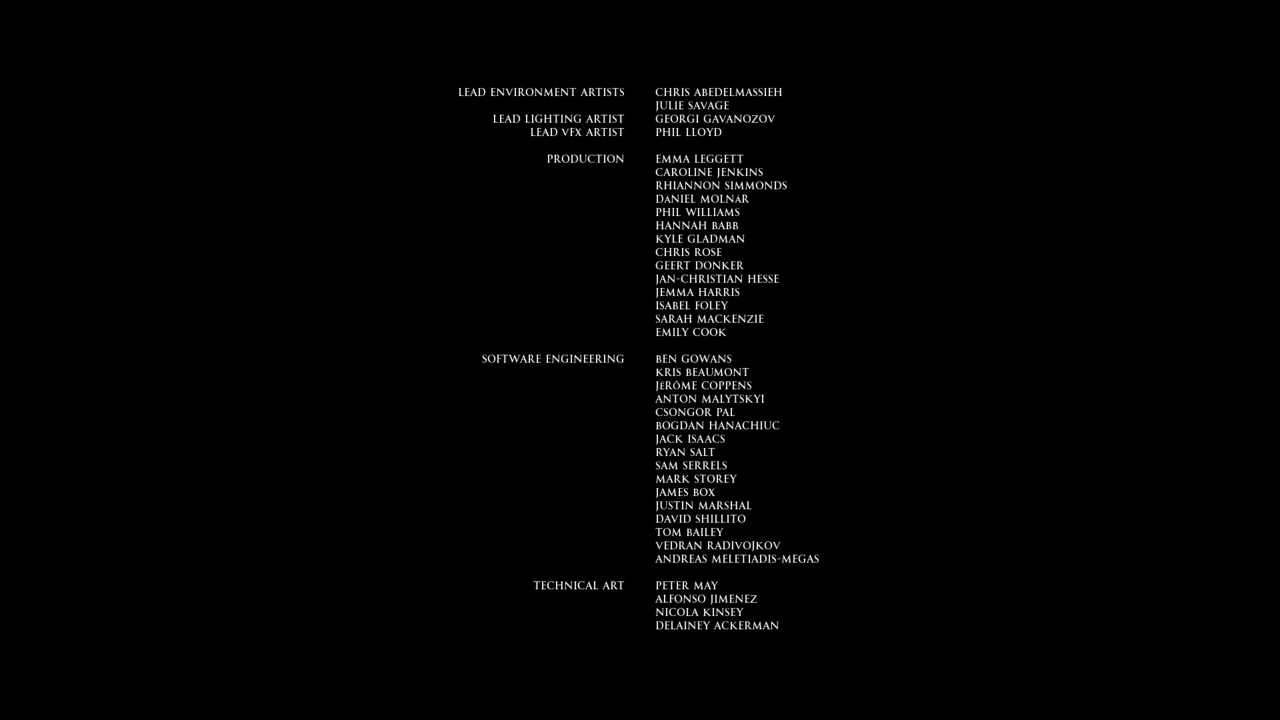 LEAD ENVIRONMENT ARTISTS CHRIS ABEDELMASSIEH
JULIE SAVAGE
LEAD LIGHTING ARTIST GEORGI GAVANOZOV
LEAD VFX ARTIST PHIL LLOYD
PRODUCTION EMMA LEGGETT
CAROLINE JENKINS
RHIANNON SIMMONDS
DÁNIEL MOLNÁR
PHIL WILLIAMS
HANNAH BABB
KYLE GLADMAN
CHRIS ROSE
GEERT DONKER
JAN-CHRISTIAN HESSE
JEMMA HARRIS
ISABEL FOLEY
SARAH MACKENZIE
EMILY COOK
SOFTWARE ENGINEERING BEN GOWANS
KRIS BEAUMONT
JÉRÔME COPPENS
ANTON MALYTSKYI
CSONGOR PAL
BOGDAN HANACHIUC
JACK ISAACS
RYAN SALT
SAM SERRELS
MARK STOREY
JAMES BOX
JUSTIN MARSHAL
DAVID SHILLITO
TOM BAILEY
VEDRAN RADIVOJKOV
ANDREAS MELETIADIS-MEGAS
TECHNICAL ART PETER MAY
ALFONSO JIMENEZ
NICOLA KINSEY
DELAINEY ACKERMAN